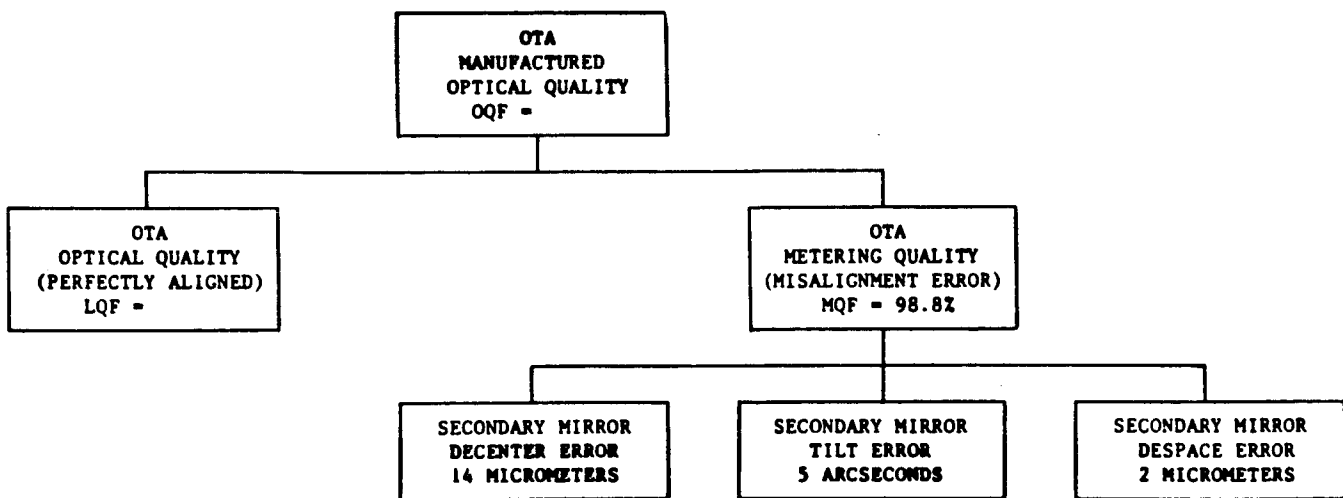 OTA
MANUFACTURED
OPTICAL QUALITY
OQF =
OTA
OPTICAL QUALITY
(PERFECTLY ALIGNED)
LQF =
OTA
METERING QUALITY
(MISALIGNMENT ERROR)
MQF = 98.8%
SECONDARY MIRROR
DECENTER ERROR
14 MICROMETERS
SECONDARY MIRROR
TILT ERROR
5 ARCSECONDS
SECONDARY MIRROR
DESPACE ERROR
2 MICROMETERS